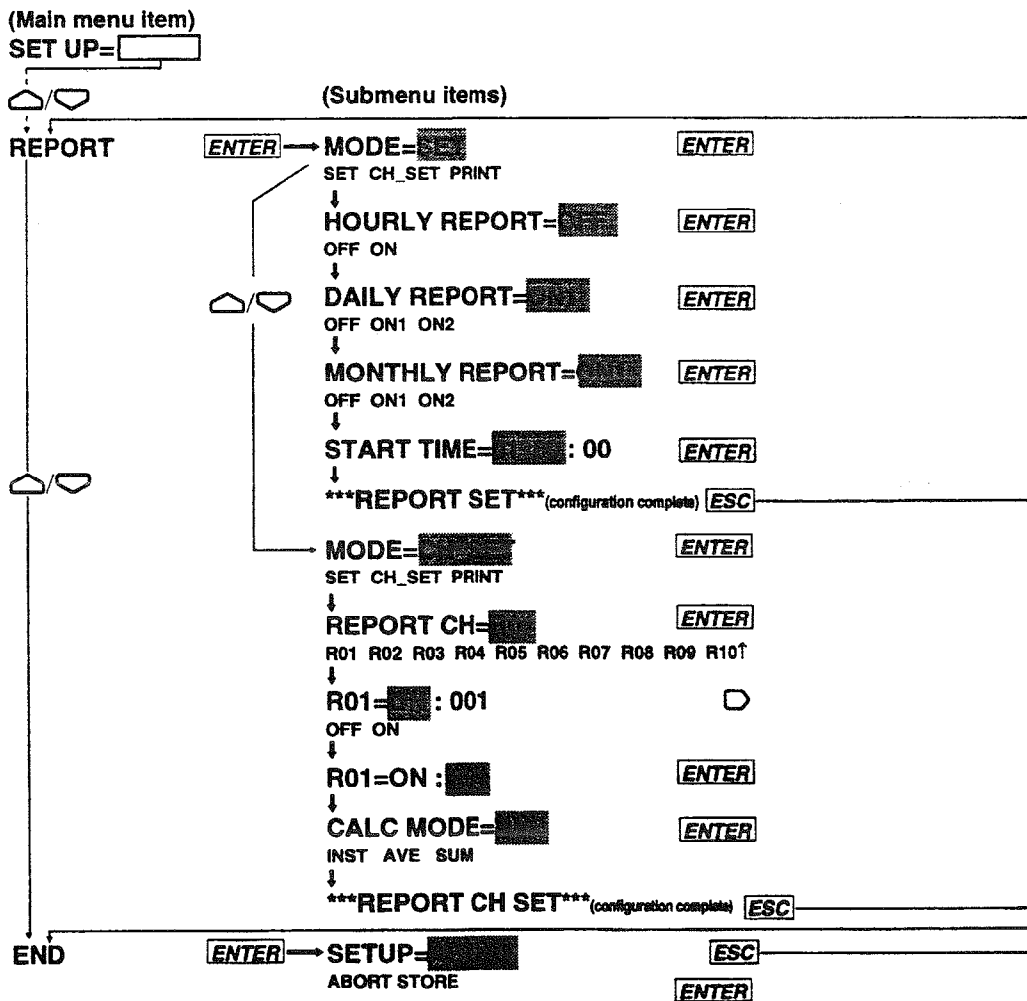 (Main menu item)
SET UP=
(Submenu items)
REPORT ENTER MODE=SET ENTER
SET CH_SET PRINT
HOURLY REPORT=OFF ENTER
OFF ON
/ DAILY REPORT= ENTER
OFF ON1 ON2
MONTHLY REPORT= ENTER
OFF ON1 ON2
START TIME= : 00 ENTER
/
***REPORT SET***(configuration complete) ESC
MODE= ENTER
SET CH_SET PRINT
REPORT CH= ENTER
R01 R02 R03 R04 R05 R06 R07 R08 R09 R10↑
R01= : 001
OFF ON
R01=ON : ENTER
CALC MODE= ENTER
INST AVE SUM
***REPORT CH SET***(configuration complete) ESC
END ENTER SETUP= ESC
ABORT STORE
ENTER